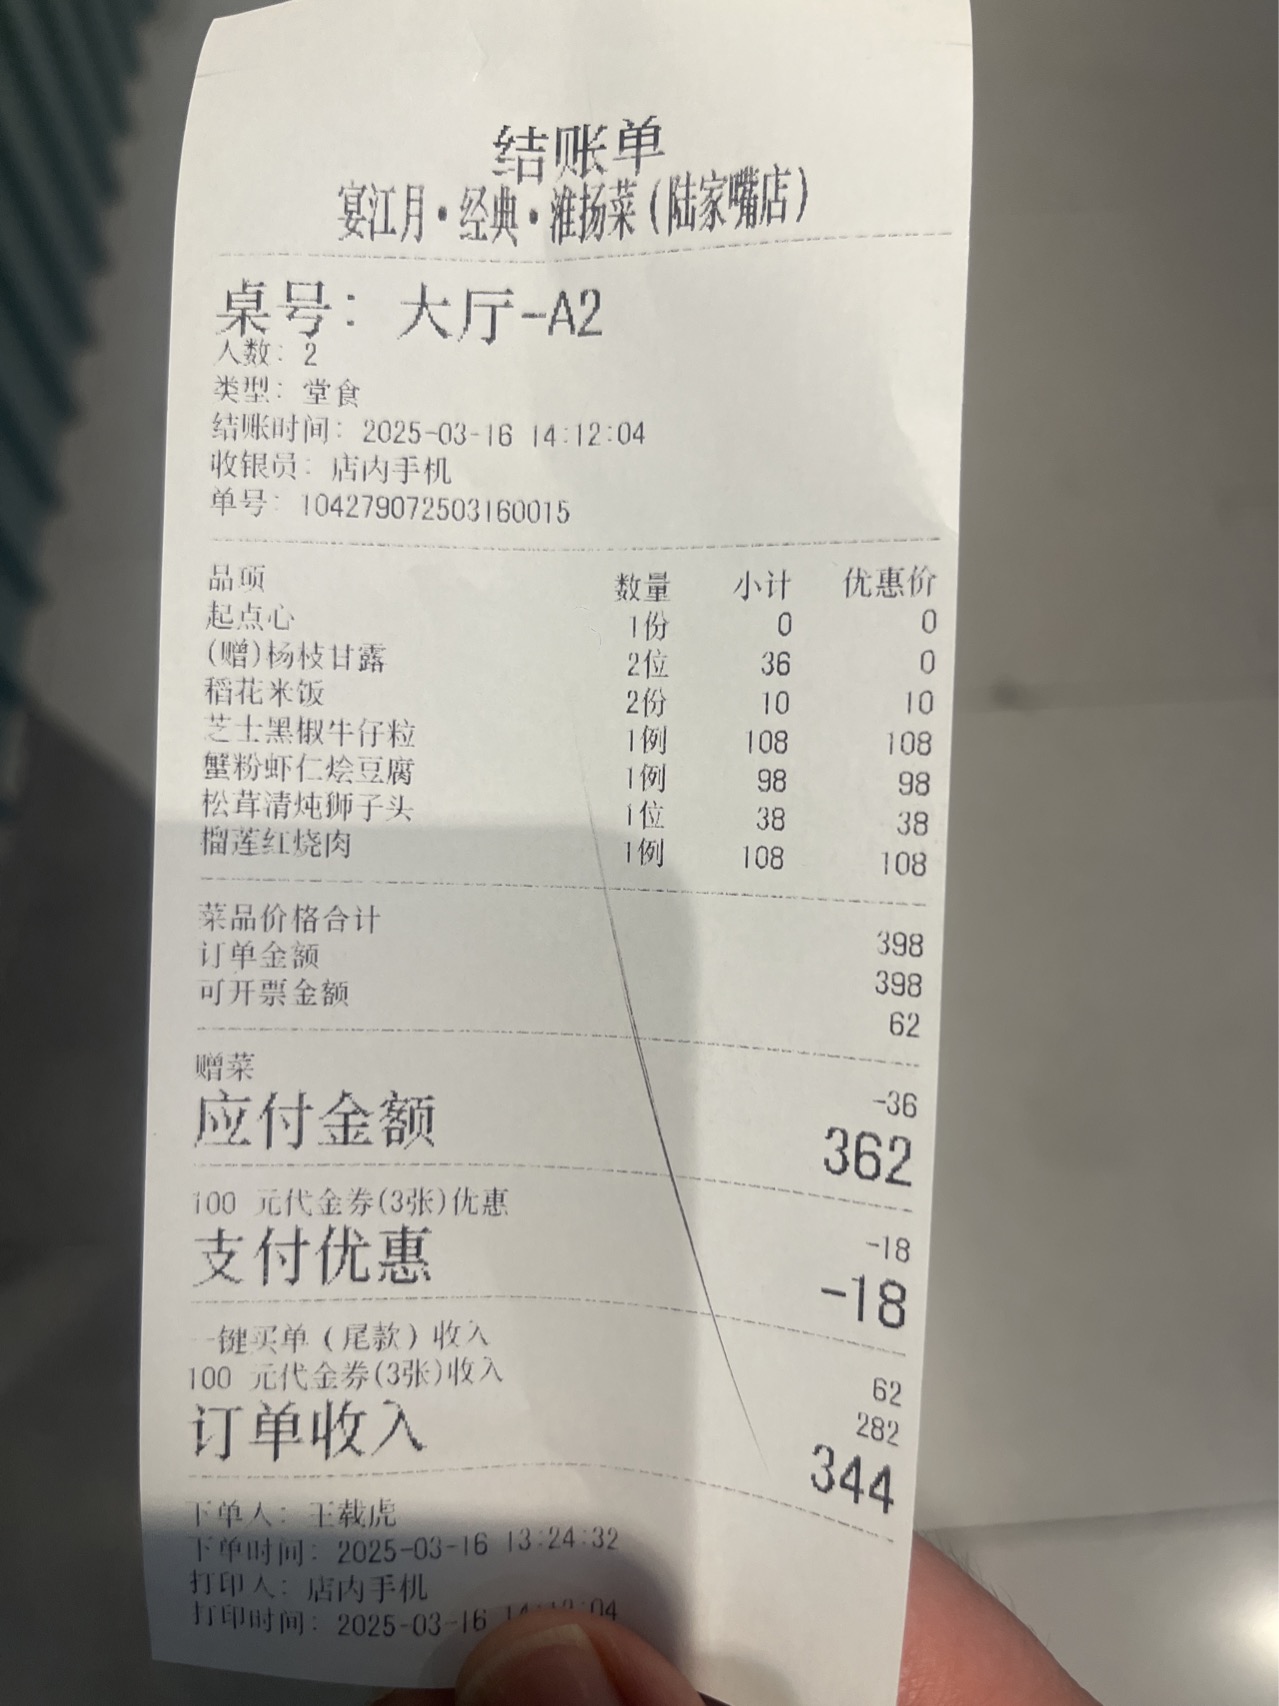 结账单
宴江月·经典·淮扬菜(陆家嘴店)
桌号: 大厅-A2
人数: 2
类型: 堂食
结账时间: 2025-03-16 14:12:04
收银员: 店内手机
单号: 104279072503160015
品项 数量 小计 优惠价
起点心 1份 0 0
(赠)杨枝甘露 2位 36 0
稻花米饭 2份 10 10
芝士黑椒牛仔粒 1例 108 108
蟹粉虾仁烩豆腐 1例 98 98
松茸清炖狮子头 1位 38 38
榴莲红烧肉 1例 108 108
菜品价格合计 398
订单金额 398
可开票金额 62
赠菜 -36
应付金额 362
100 元代金券(3张)优惠 -18
支付优惠 -18
一键买单(尾款)收入 62
100 元代金券(3张)收入 282
订单收入 344
下单人: 王载虎
下单时间: 2025-03-16 13:24:32
打印人: 店内手机
打印时间: 2025-03-16